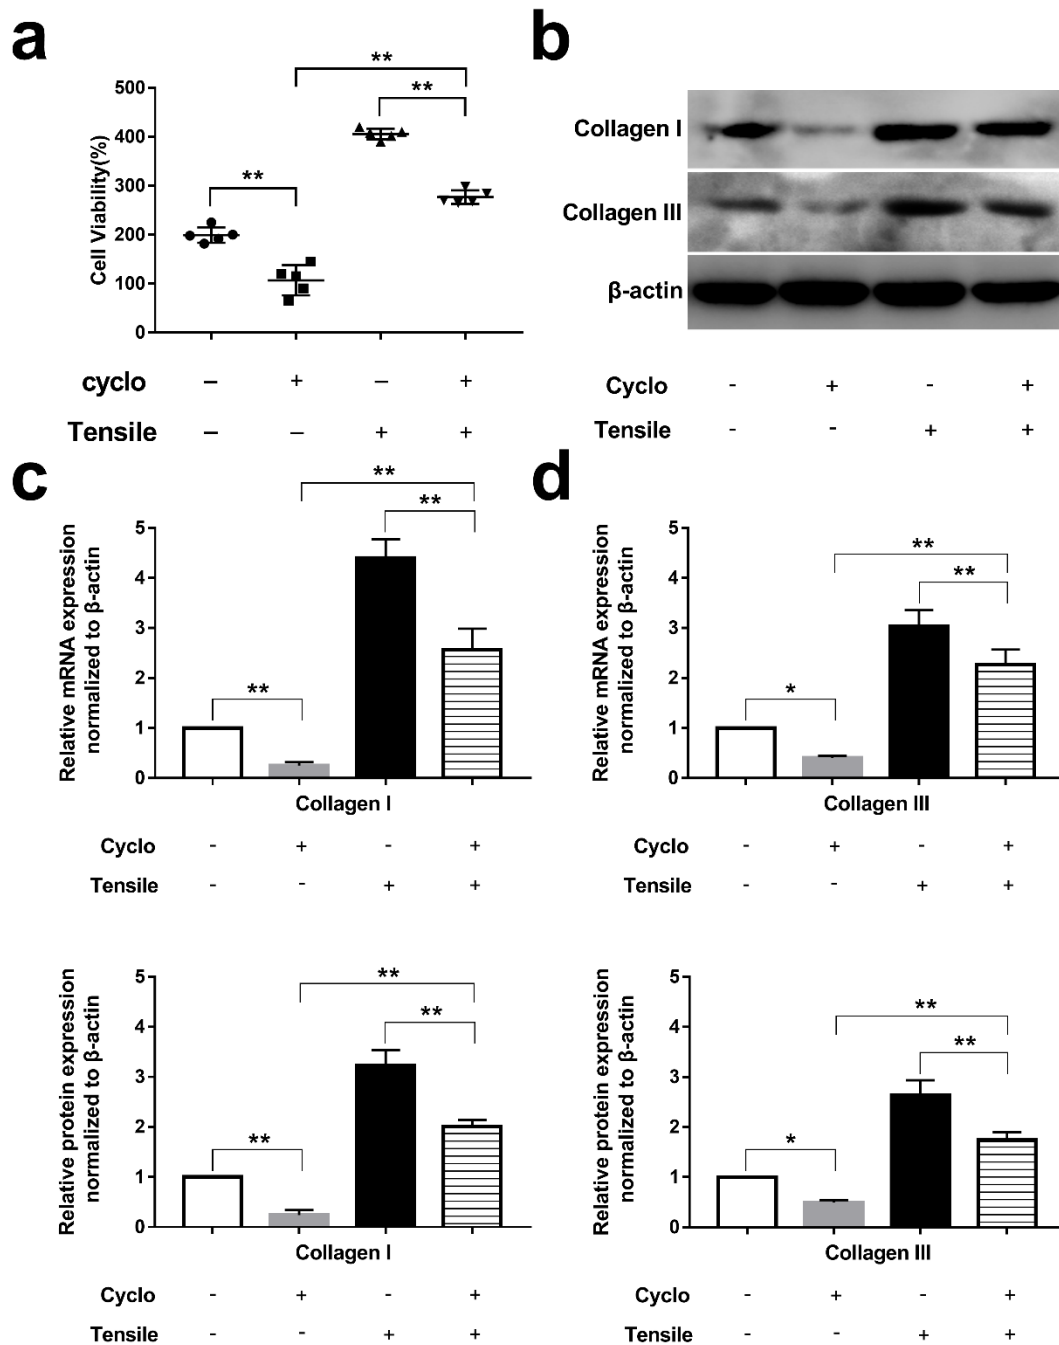 a
**
**
**
Cell Viability(%)
500
400
300
200
100
0
cyclo – + – +
Tensile – – + +
b
Collagen I
Collagen III
β-actin
Cyclo - + - +
Tensile - - + +
c
**
**
**
Relative mRNA expression
normalized to β-actin
5
4
3
2
1
0
Collagen I
Cyclo - + - +
Tensile - - + +
**
**
**
Relative protein expression
normalized to β-actin
5
4
3
2
1
0
Collagen I
Cyclo - + - +
Tensile - - + +
d
**
**
*
Relative mRNA expression
normalized to β-actin
5
4
3
2
1
0
Collagen III
Cyclo - + - +
Tensile - - + +
**
**
*
Relative protein expression
normalized to β-actin
5
4
3
2
1
0
Collagen III
Cyclo - + - +
Tensile - - + +